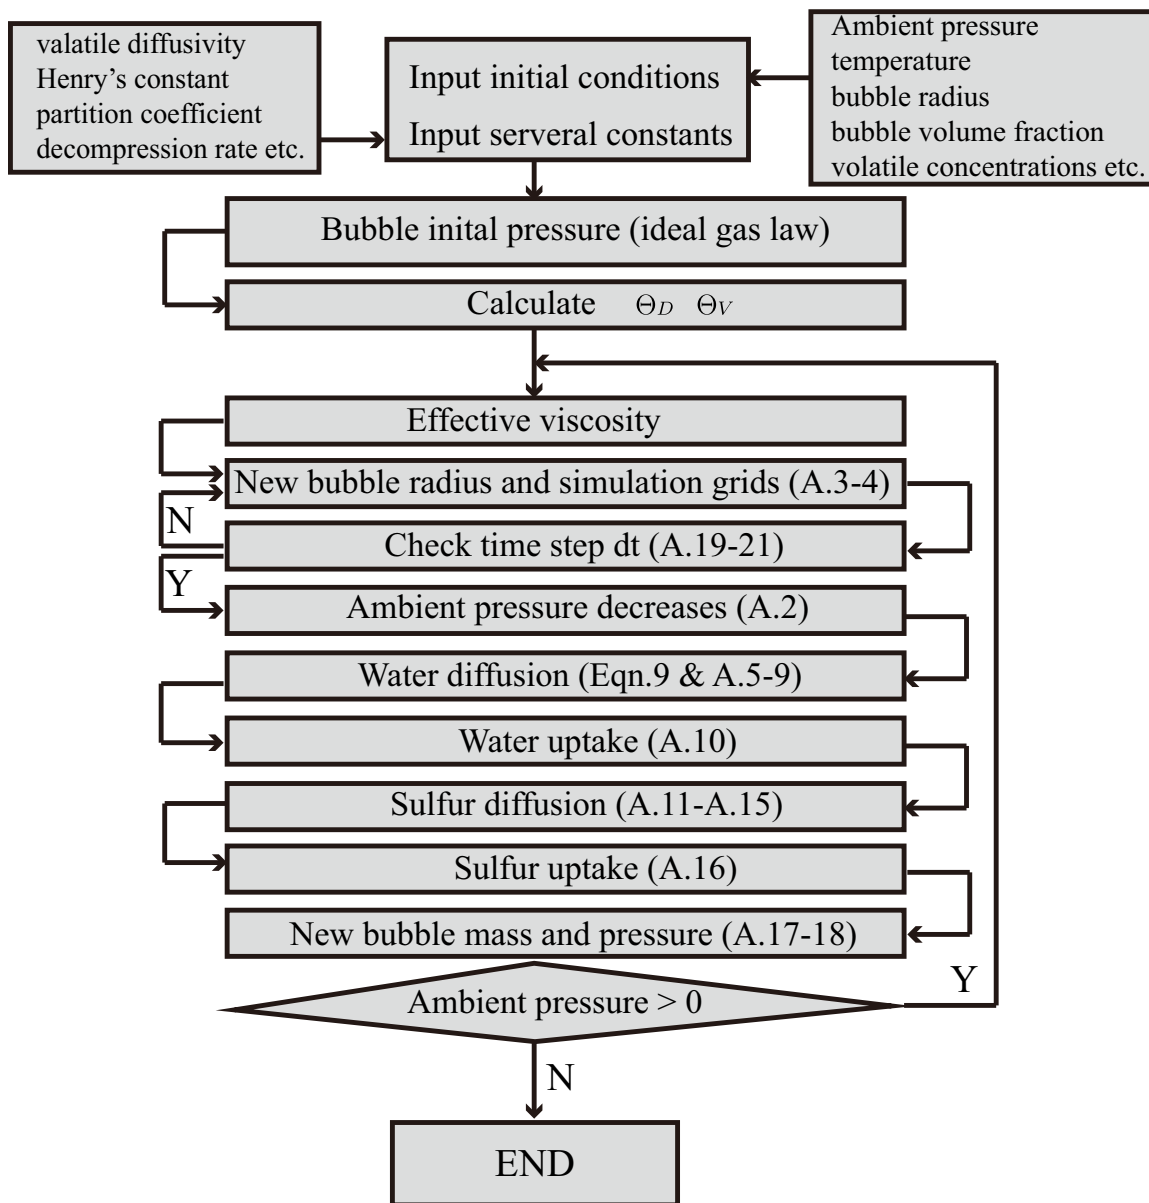 valatile diffusivity
Henry’s constant
partition coefficient
decompression rate etc.
Input initial conditions
Input serveral constants
Ambient pressure
temperature
bubble radius
bubble volume fraction
volatile concentrations etc.
Bubble inital pressure (ideal gas law)
Calculate Θ_D Θ_V
Effective viscosity
New bubble radius and simulation grids (A.3-4)
N
Check time step dt (A.19-21)
Y
Ambient pressure decreases (A.2)
Water diffusion (Eqn.9 & A.5-9)
Water uptake (A.10)
Sulfur diffusion (A.11-A.15)
Sulfur uptake (A.16)
New bubble mass and pressure (A.17-18)
Ambient pressure > 0
Y
N
END